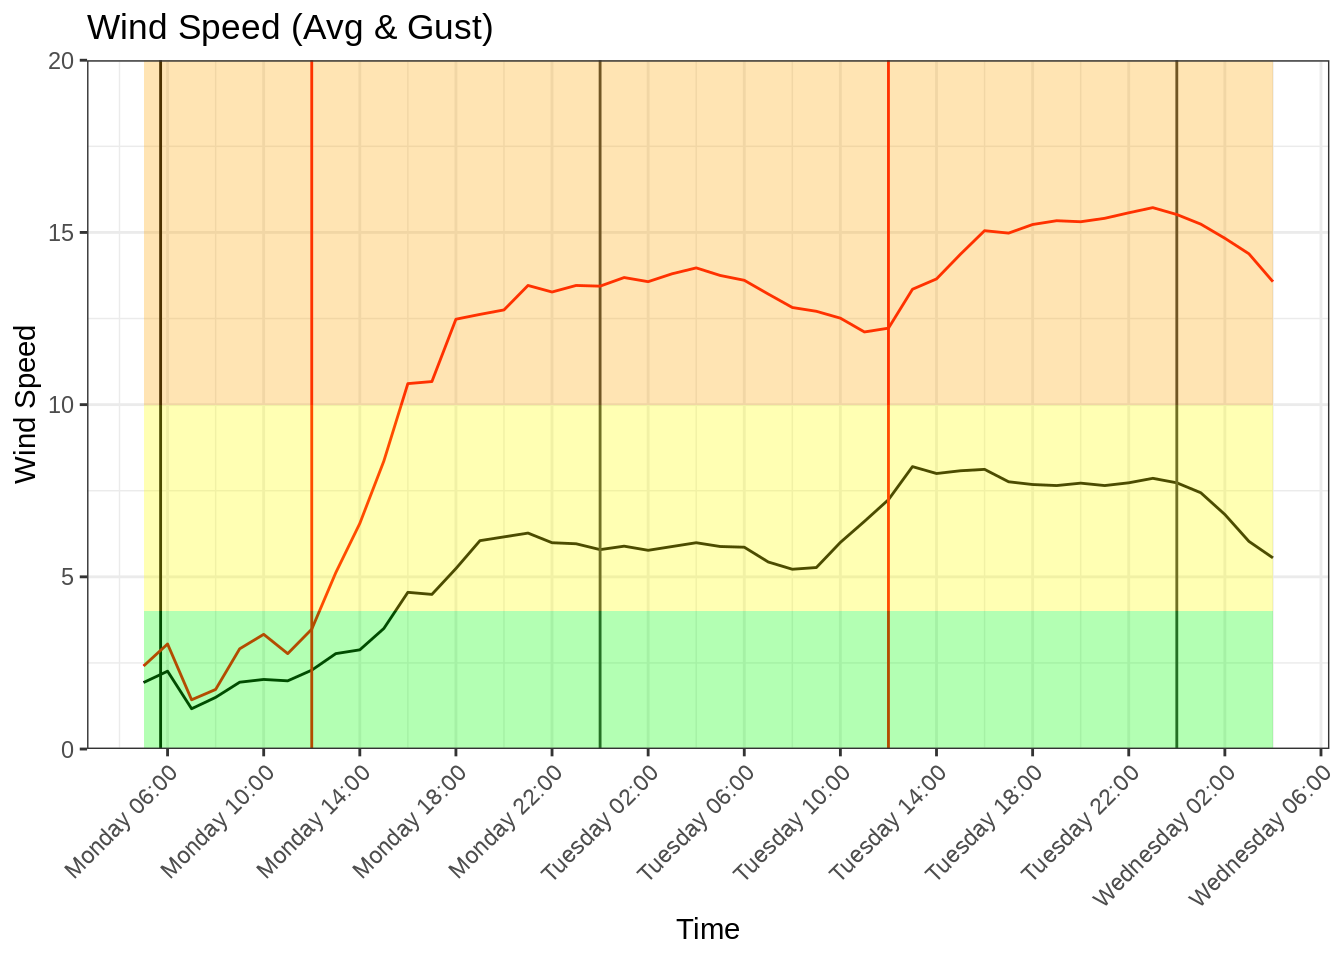 Wind Speed (Avg & Gust)
Wind Speed
20
15
10
5
0
Monday 06:00
Monday 10:00
Monday 14:00
Monday 18:00
Monday 22:00
Tuesday 02:00
Tuesday 06:00
Tuesday 10:00
Tuesday 14:00
Tuesday 18:00
Tuesday 22:00
Wednesday 02:00
Wednesday 06:00
Time